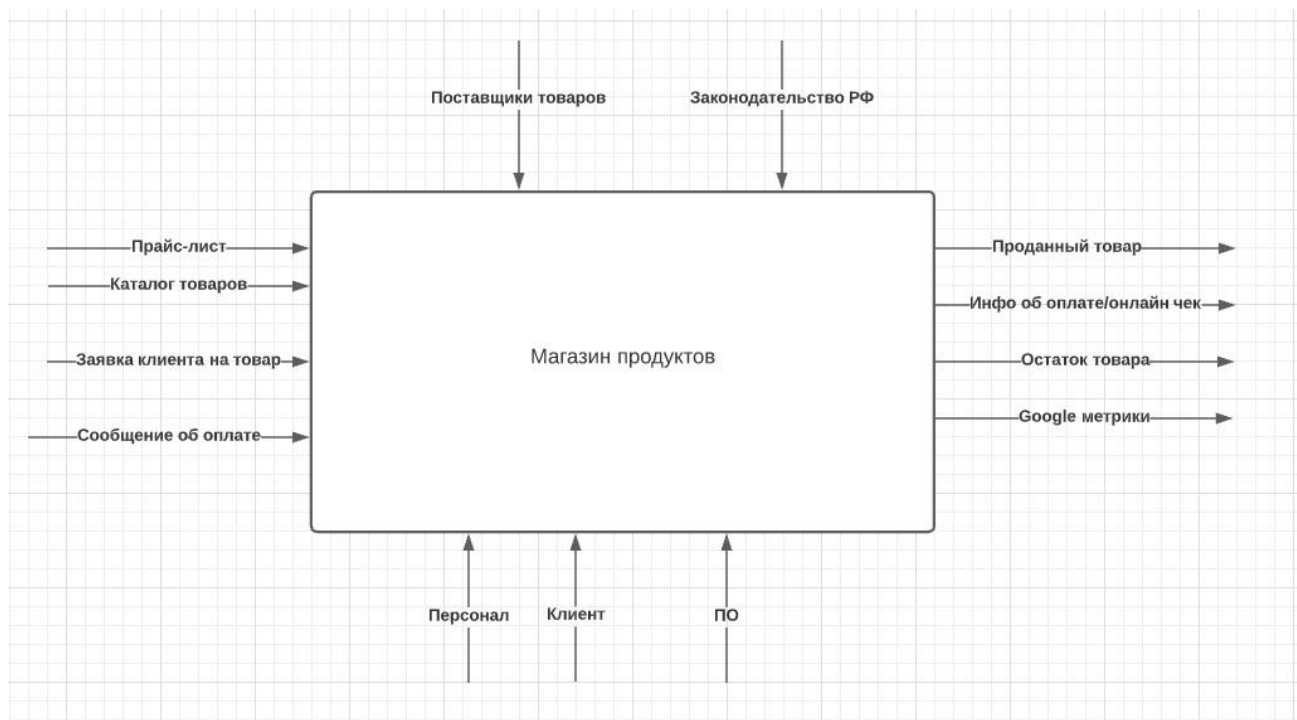 Поставщики товаров
Законодательство РФ
Прайс-лист
Каталог товаров
Заявка клиента на товар
Сообщение об оплате
Магазин продуктов
Проданный товар
Инфо об оплате/онлайн чек
Остаток товара
Google метрики
Персонал
Клиент
ПО